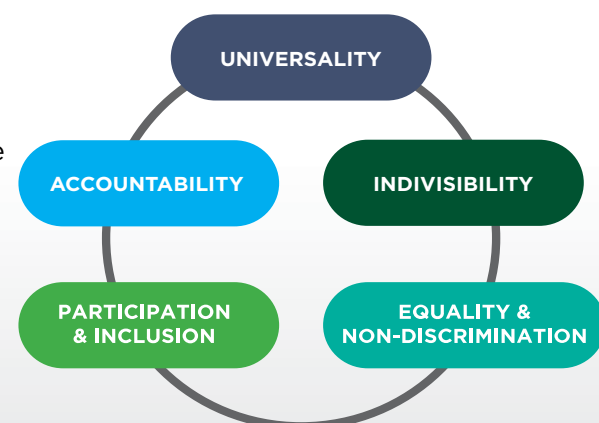 UNIVERSALITY
e
ACCOUNTABILITY
INDIVISIBILITY
PARTICIPATION
& INCLUSION
EQUALITY &
NON-DISCRIMINATION